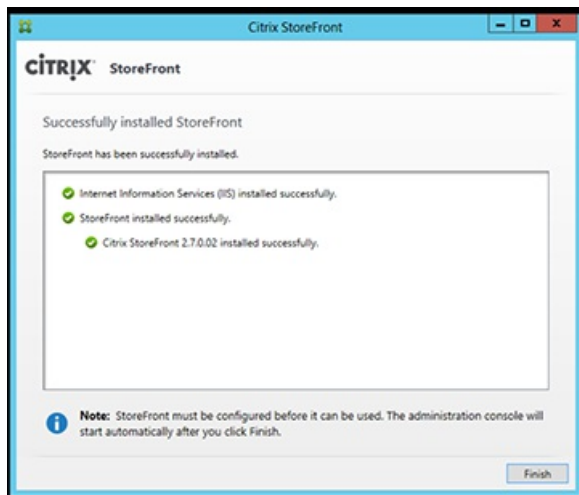 Citrix StoreFront
CİTRIX StoreFront
Successfully installed StoreFront
StoreFront has been successfully installed.
Internet Information Services (IIS) installed successfully.
StoreFront installed successfully.
Citrix StoreFront 2.7.0.02 installed successfully.
Note: StoreFront must be configured before it can be used. The administration console will
start automatically after you click Finish.
Finish